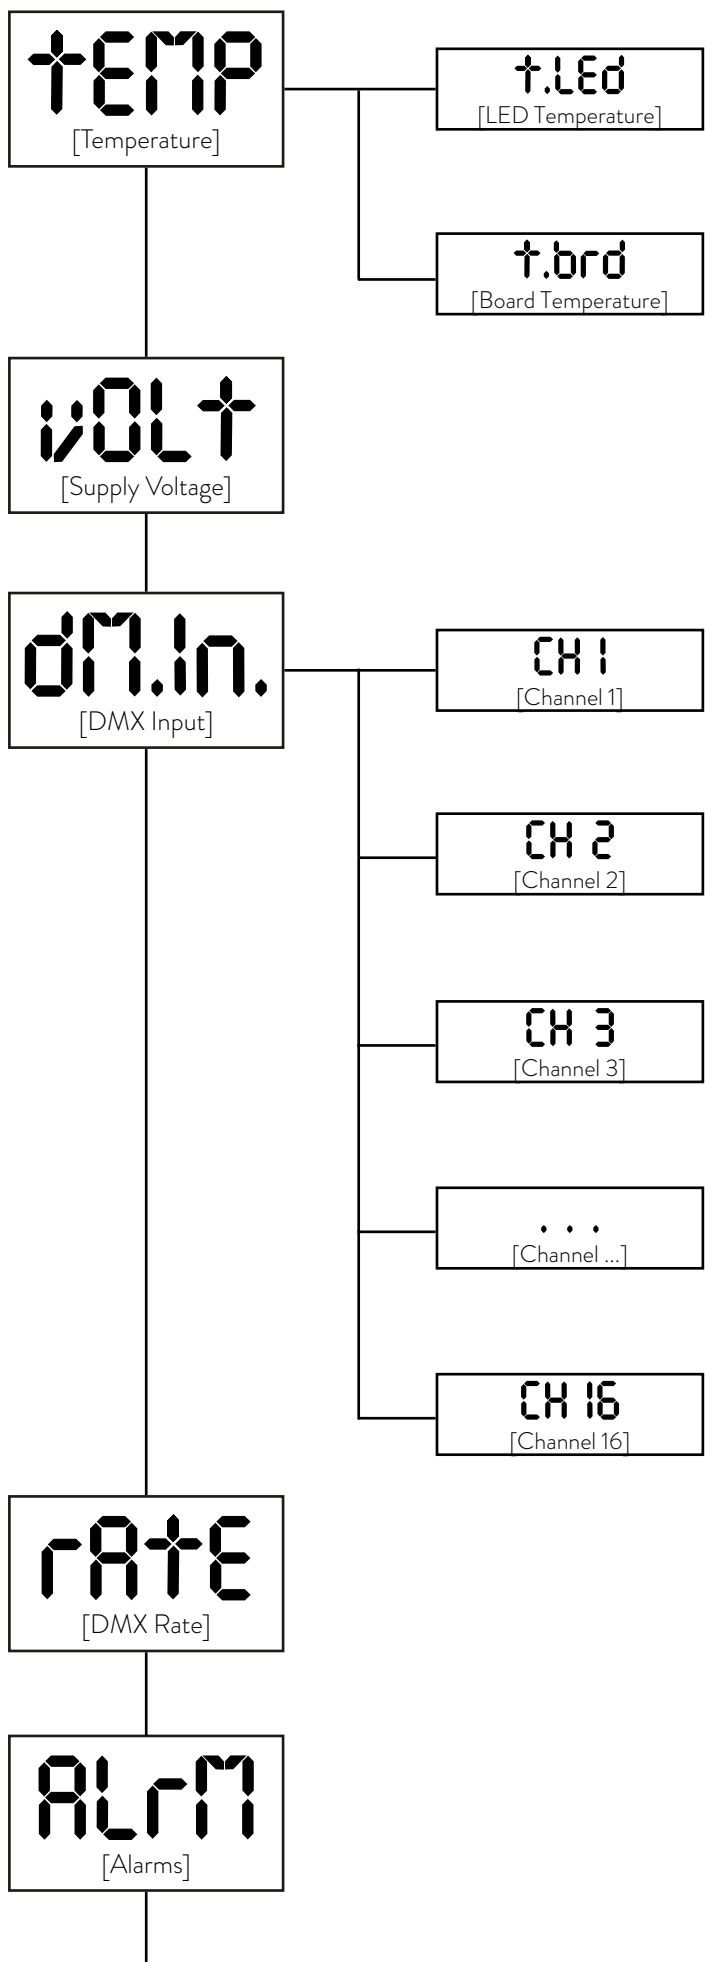 tEMP
[Temperature]
t.LEd
[LED Temperature]
t.brd
[Board Temperature]
vOLt
[Supply Voltage]
dM.In.
[DMX Input]
CH 1
[Channel 1]
CH 2
[Channel 2]
CH 3
[Channel 3]
. . .
[Channel ...]
CH 16
[Channel 16]
rAtE
[DMX Rate]
ALrM
[Alarms]